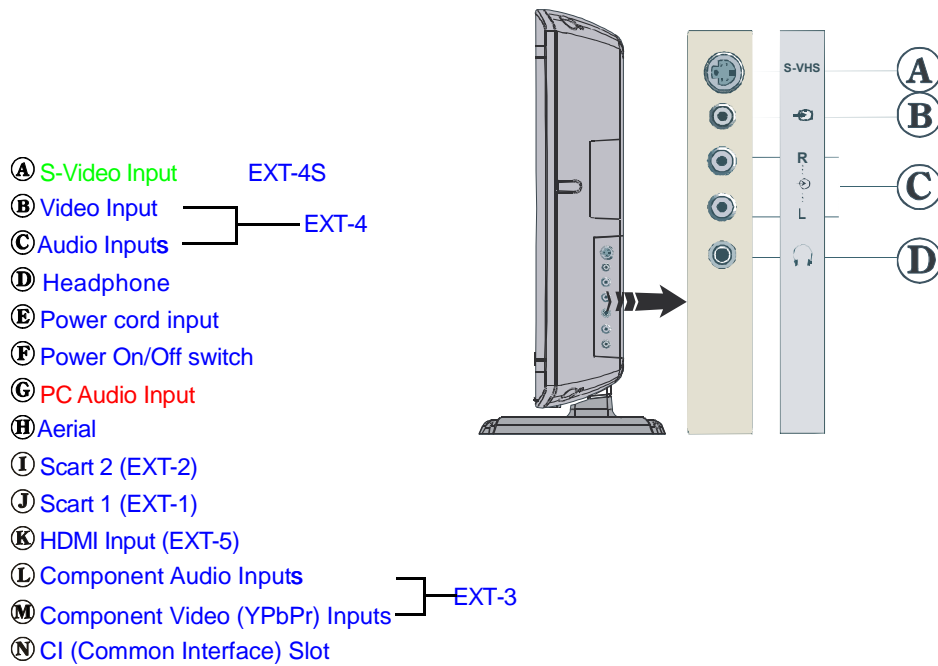 Ⓐ S-Video Input EXT-4S
Ⓑ Video Input
EXT-4
Ⓒ Audio Inputs
Ⓓ Headphone
Ⓔ Power cord input
Ⓕ Power On/Off switch
Ⓖ PC Audio Input
Ⓗ Aerial
Ⓘ Scart 2 (EXT-2)
Ⓙ Scart 1 (EXT-1)
Ⓚ HDMI Input (EXT-5)
Ⓛ Component Audio Inputs
EXT-3
Ⓜ Component Video (YPbPr) Inputs
Ⓝ CI (Common Interface) Slot
S-VHS Ⓐ
Ⓑ
R
Ⓒ
L
Ⓓ